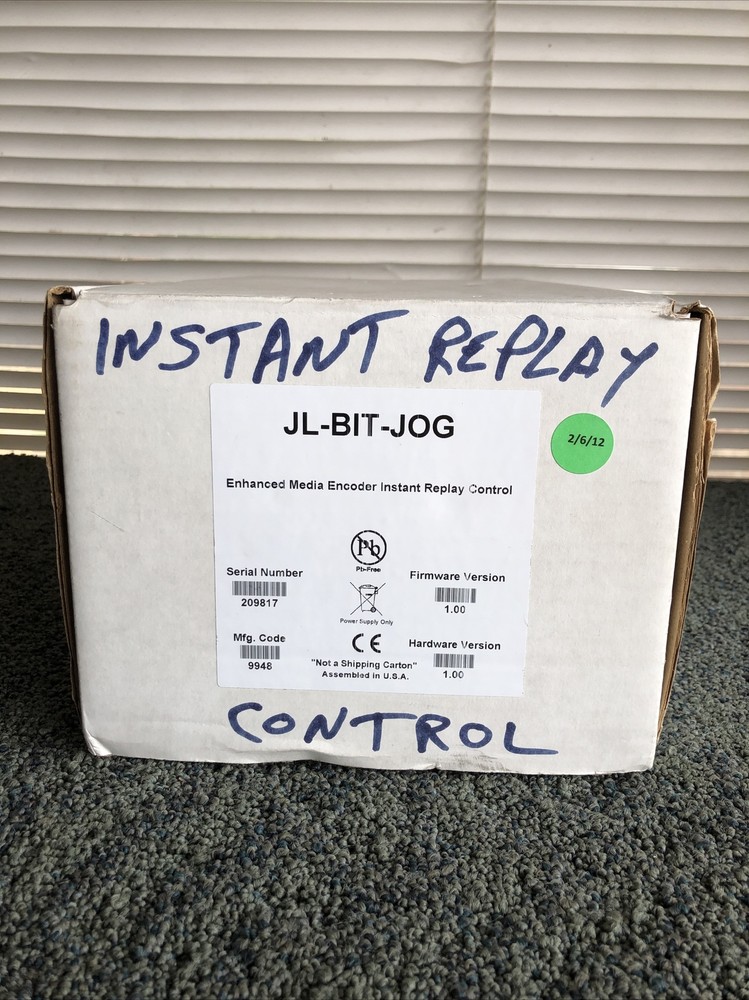 INSTANT REPLAY
JL-BIT-JOG
2/6/12
Enhanced Media Encoder Instant Replay Control
Pb
Pb-Free
Serial Number
209817
Firmware Version
1.00
Power Supply Only
Mfg. Code
9948
CE
Hardware Version
1.00
"Not a Shipping Carton"
Assembled in U.S.A.
CONTROL